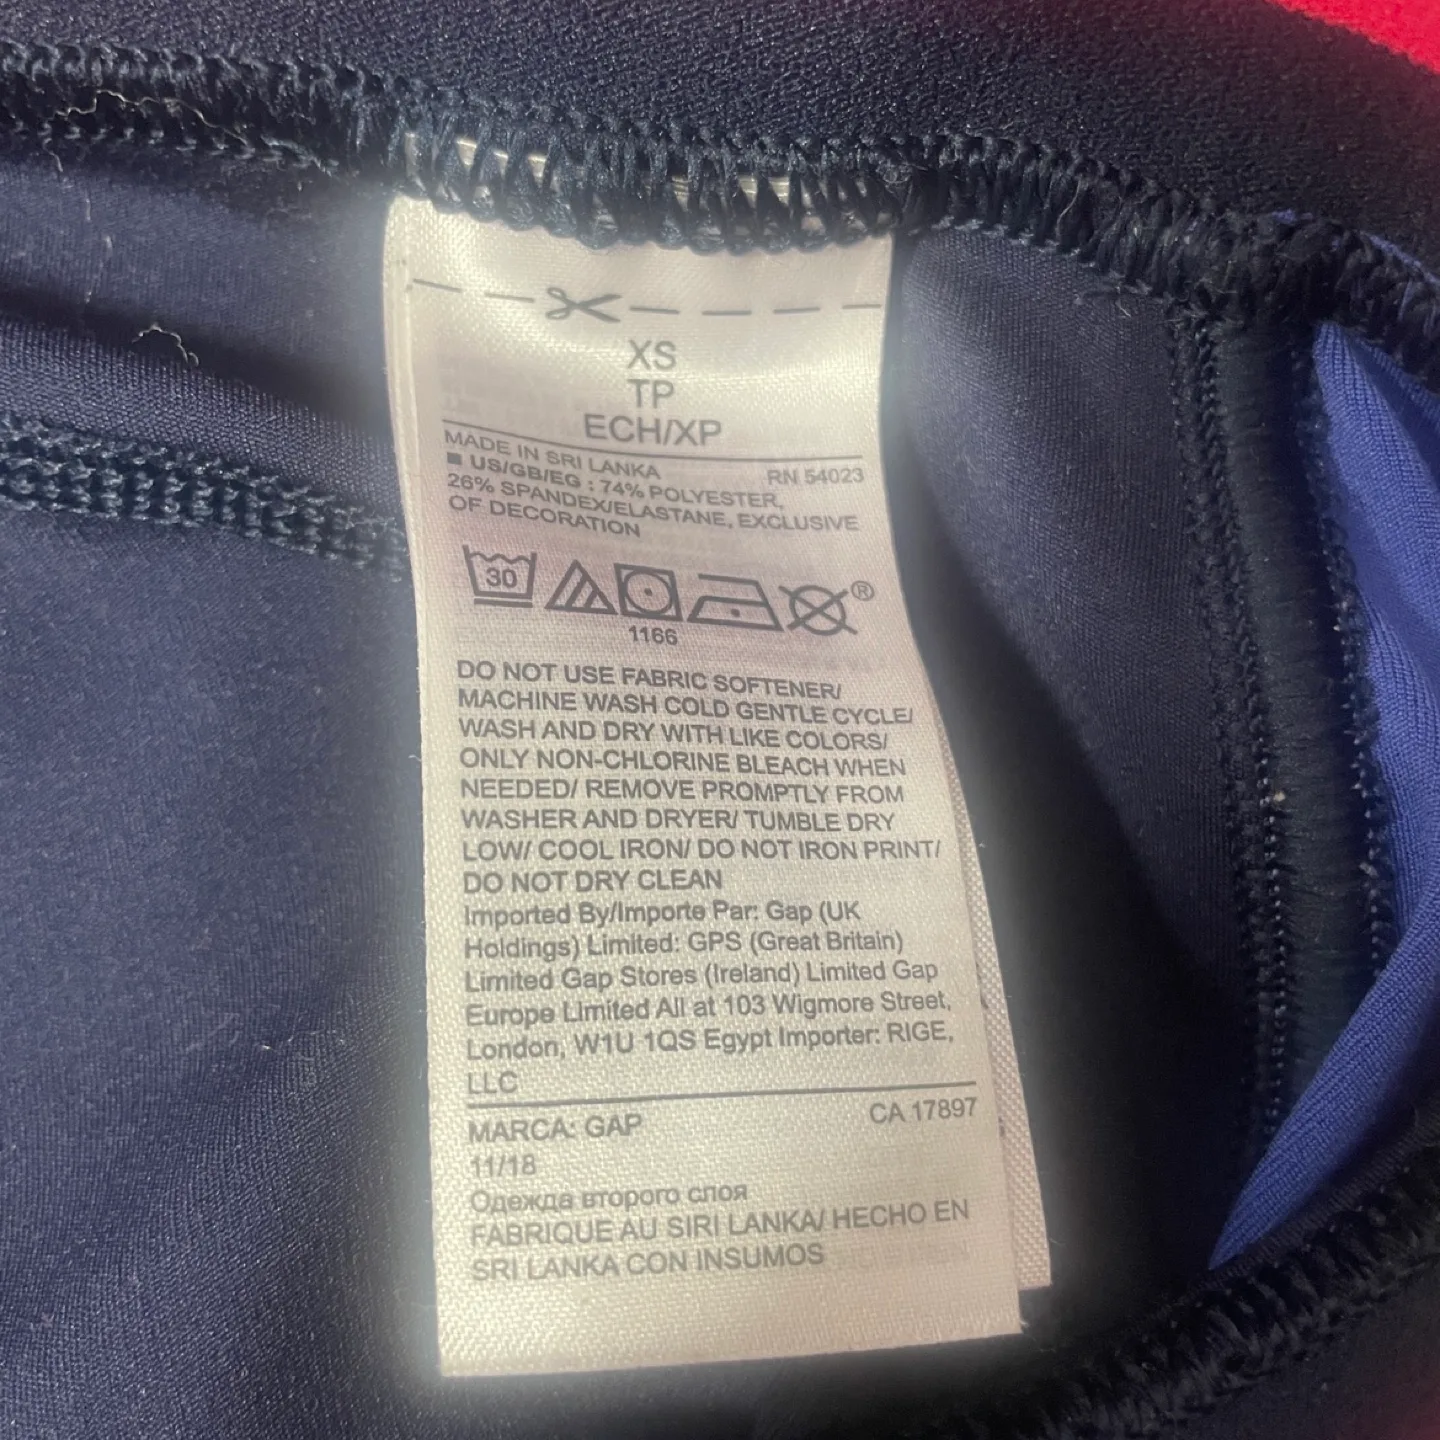 XS
TP
ECH/XP
MADE IN SRI LANKA RN 54023
■ US/GB/EG : 74% POLYESTER,
26% SPANDEX/ELASTANE, EXCLUSIVE
OF DECORATION
30 ®
1166
DO NOT USE FABRIC SOFTENER/
MACHINE WASH COLD GENTLE CYCLE/
WASH AND DRY WITH LIKE COLORS/
ONLY NON-CHLORINE BLEACH WHEN
NEEDED/ REMOVE PROMPTLY FROM
WASHER AND DRYER/ TUMBLE DRY
LOW/ COOL IRON/ DO NOT IRON PRINT/
DO NOT DRY CLEAN
Imported By/Importe Par: Gap (UK
Holdings) Limited: GPS (Great Britain)
Limited Gap Stores (Ireland) Limited Gap
Europe Limited All at 103 Wigmore Street,
London, W1U 1QS Egypt Importer: RIGE,
LLC
MARCA: GAP CA 17897
11/18
Одежда второго слоя
FABRIQUE AU SIRI LANKA/ HECHO EN
SRI LANKA CON INSUMOS